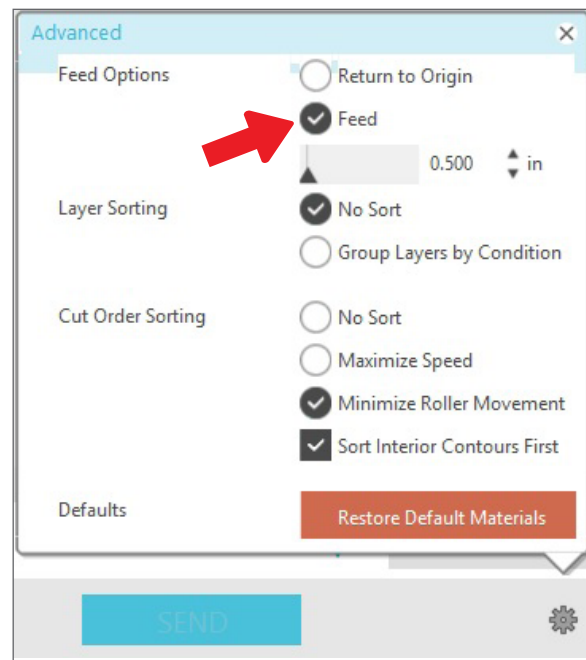 Advanced
Feed Options
Return to Origin
Feed
0.500 in
Layer Sorting
No Sort
Group Layers by Condition
Cut Order Sorting
No Sort
Maximize Speed
Minimize Roller Movement
Sort Interior Contours First
Defaults
Restore Default Materials
SEND